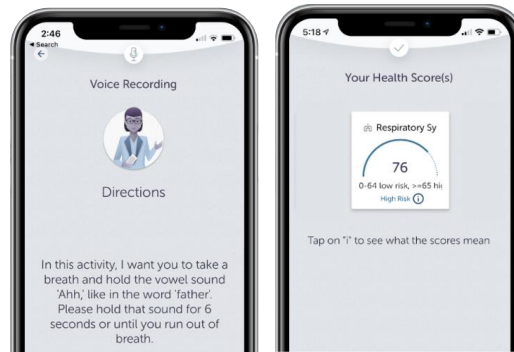 2:46
◀ Search
Voice Recording
Directions
In this activity, I want you to take a
breath and hold the vowel sound
'Ahh,' like in the word 'father'.
Please hold that sound for 6
seconds or until you run out of
breath.
5:18
Your Health Score(s)
Respiratory Sy
76
0-64 low risk, >=65 hig
High Risk i
Tap on "i" to see what the scores mean